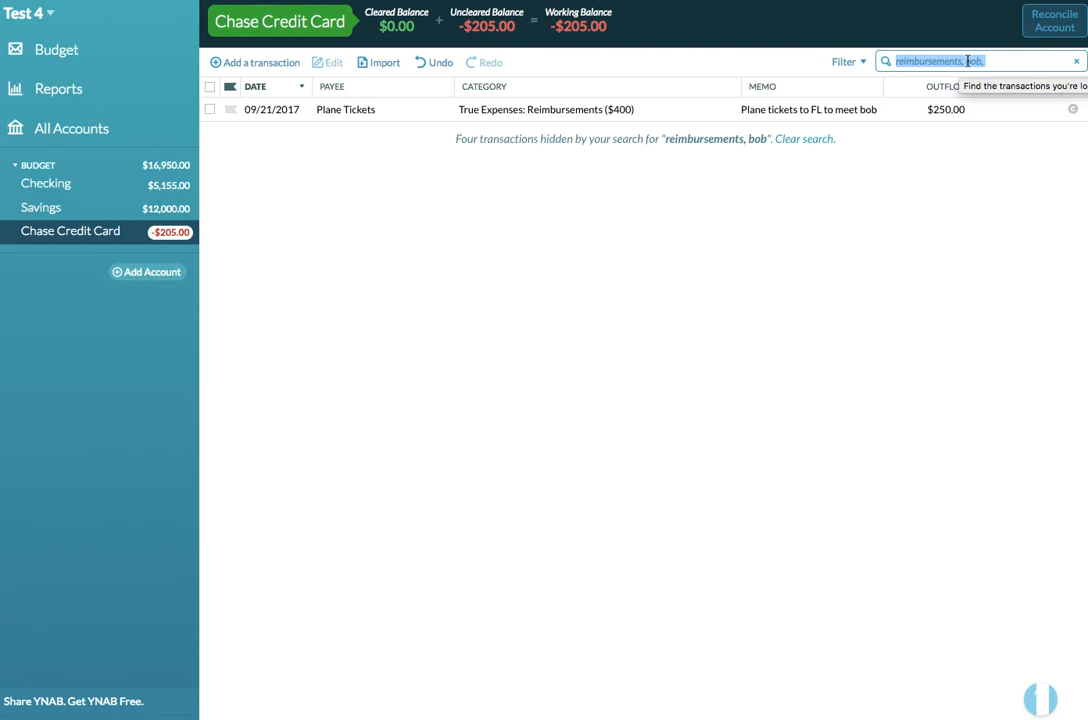 Test 4
Budget
Reports
All Accounts
BUDGET $16,950.00
Checking $5,155.00
Savings $12,000.00
Chase Credit Card -$205.00
Add Account
Share YNAB. Get YNAB Free.
Chase Credit Card
Cleared Balance Uncleared Balance Working Balance
$0.00 + -$205.00 = -$205.00
Reconcile
Account
Add a transaction Edit Import Undo Redo
Filter reimbursements, bob, ×
DATE PAYEE CATEGORY MEMO OUTFLO
Find the transactions you're lo
09/21/2017 Plane Tickets True Expenses: Reimbursements ($400) Plane tickets to FL to meet bob $250.00 C
Four transactions hidden by your search for "reimbursements, bob". Clear search.